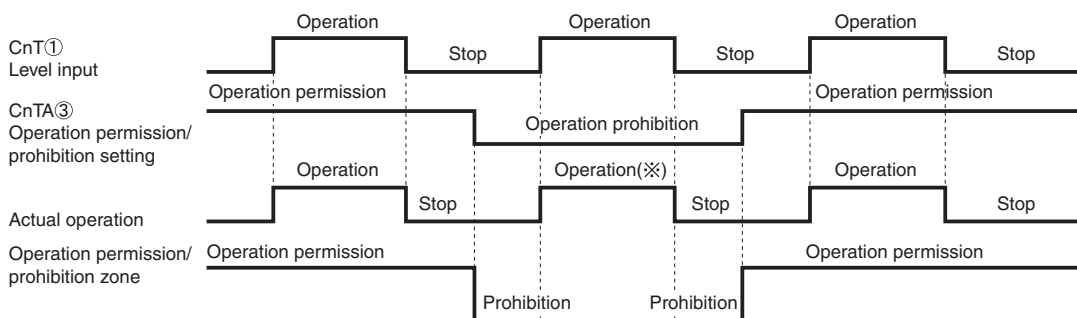 Operation Operation Operation
CnT① Stop Stop Stop
Level input
Operation permission Operation permission
CnTA③
Operation permission/ Operation prohibition
prohibition setting
Operation Operation(※) Operation
Actual operation Stop Stop Stop
Operation permission/ Operation permission Operation permission
prohibition zone
Prohibition Prohibition